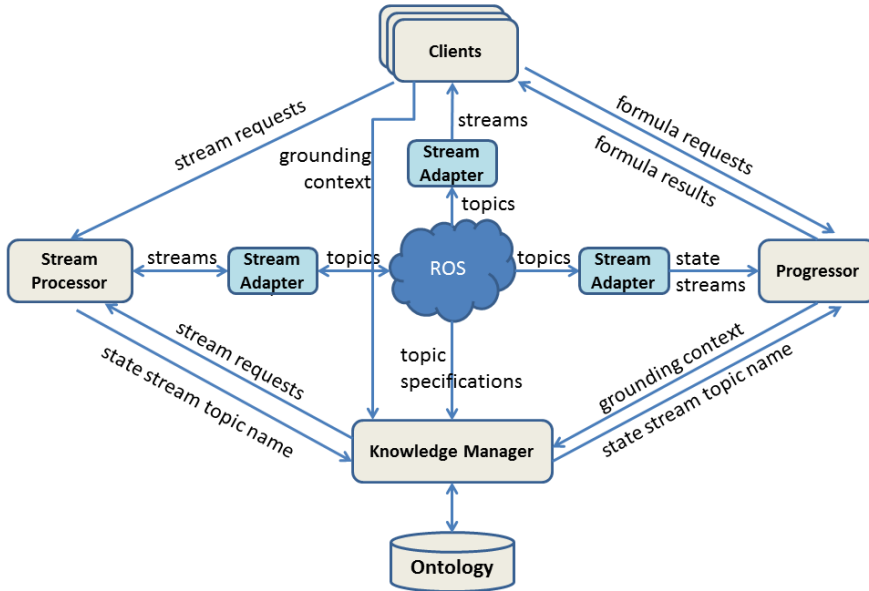 Clients
stream requests
grounding
context
streams
Stream
Adapter
topics
formula requests
formula results
Stream
Processor
streams
Stream
Adapter
topics
ROS
topics
Stream
Adapter
state
streams
Progressor
stream requests
state stream topic name
topic
specifications
grounding context
state stream topic name
Knowledge Manager
Ontology